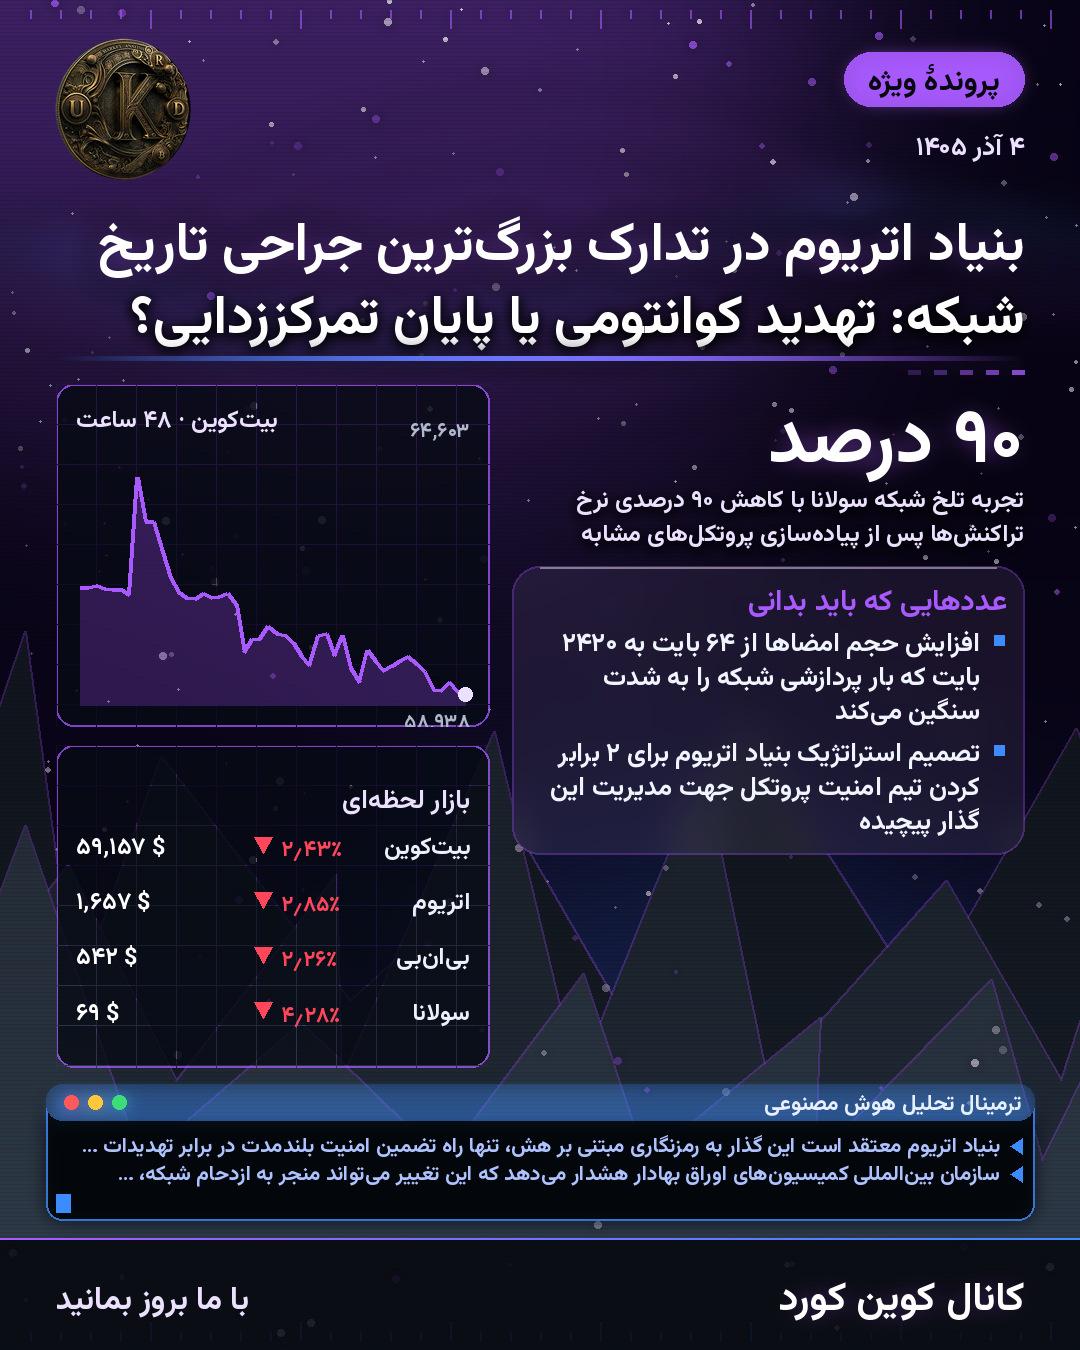 پروندهٔ ویژه
۴ آذر ۱۴۰۵
بنیاد اتریوم در تدارک بزرگ‌ترین جراحی تاریخ
شبکه: تهدید کوانتومی یا پایان تمرکززدایی؟
۹۰ درصد
تجربه تلخ شبکه سولانا با کاهش ۹۰ درصدی نرخ
تراکنش‌ها پس از پیاده‌سازی پروتکل‌های مشابه
عددهایی که باید بدانی
افزایش حجم امضاها از ۶۴ بایت به ۲۴۲۰
بایت که بار پردازشی شبکه را به شدت
سنگین می‌کند
تصمیم استراتژیک بنیاد اتریوم برای ۲ برابر
کردن تیم امنیت پروتکل جهت مدیریت این
گذار پیچیده
بیت‌کوین · ۴۸ ساعت
۶۴,۶۰۳
۵۸,۹۳۸
بازار لحظه‌ای
بیت‌کوین ۲٫۴۳٪ ▼ ۵۹,۱۵۷ $
اتریوم ۲٫۸۵٪ ▼ ۱,۶۵۷ $
بی‌ان‌بی ۲٫۲۶٪ ▼ ۵۴۲ $
سولانا ۴٫۲۸٪ ▼ ۶۹ $
ترمینال تحلیل هوش مصنوعی
بنیاد اتریوم معتقد است این گذار به رمزنگاری مبتنی بر هش، تنها راه تضمین امنیت بلندمدت در برابر تهدیدات ...
سازمان بین‌المللی کمیسیون‌های اوراق بهادار هشدار می‌دهد که این تغییر می‌تواند منجر به ازدحام شبکه، ...
کانال کوین کورد
با ما بروز بمانید
K
U
R
D
B